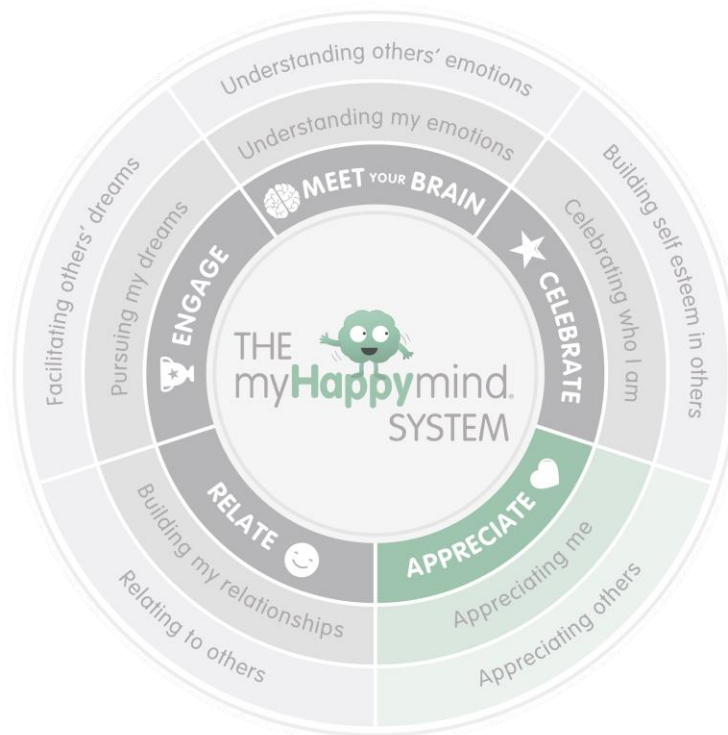 Understanding others' emotions
Understanding my emotions
MEET YOUR BRAIN
Building self esteem in others
Celebrating who I am
CELEBRATE
Appreciating others
Appreciating me
APPRECIATE
Relating to others
Building my relationships
RELATE
Facilitating others' dreams
Pursuing my dreams
ENGAGE
THE
myHappymind.
SYSTEM